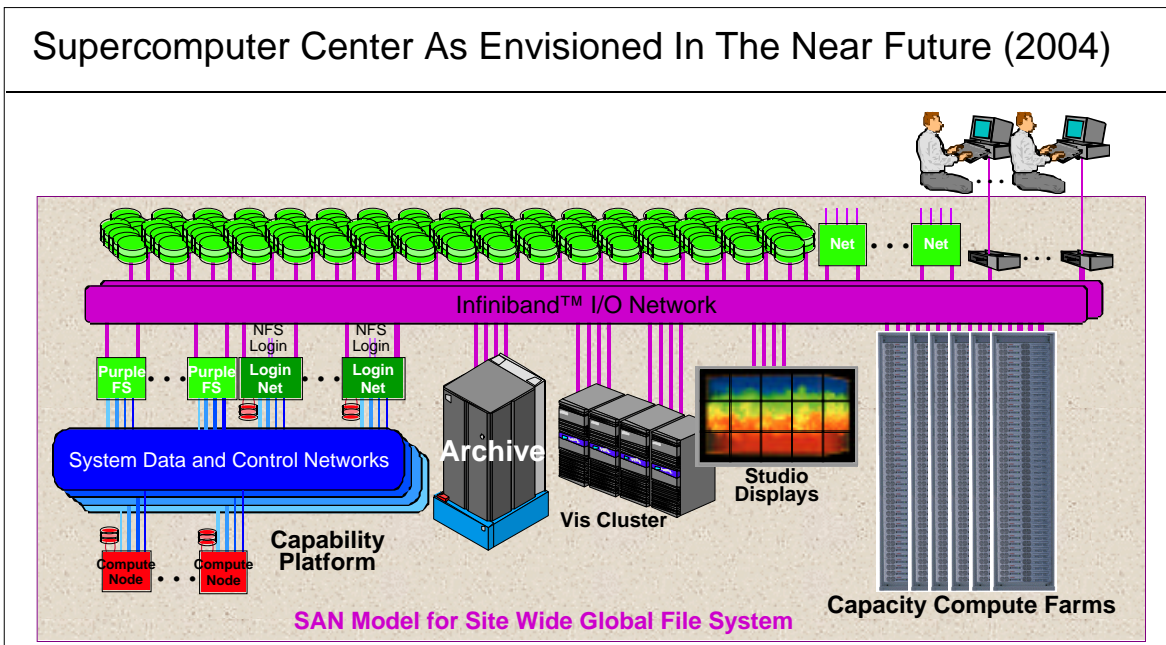 Supercomputer Center As Envisioned In The Near Future (2004)
Net
Net
Infiniband™ I/O Network
NFS
Login
NFS
Login
Purple
FS
Purple
FS
Login
Net
Login
Net
System Data and Control Networks
Archive
Studio
Displays
Vis Cluster
Capability
Platform
Compute
Node
Compute
Node
Capacity Compute Farms
SAN Model for Site Wide Global File System